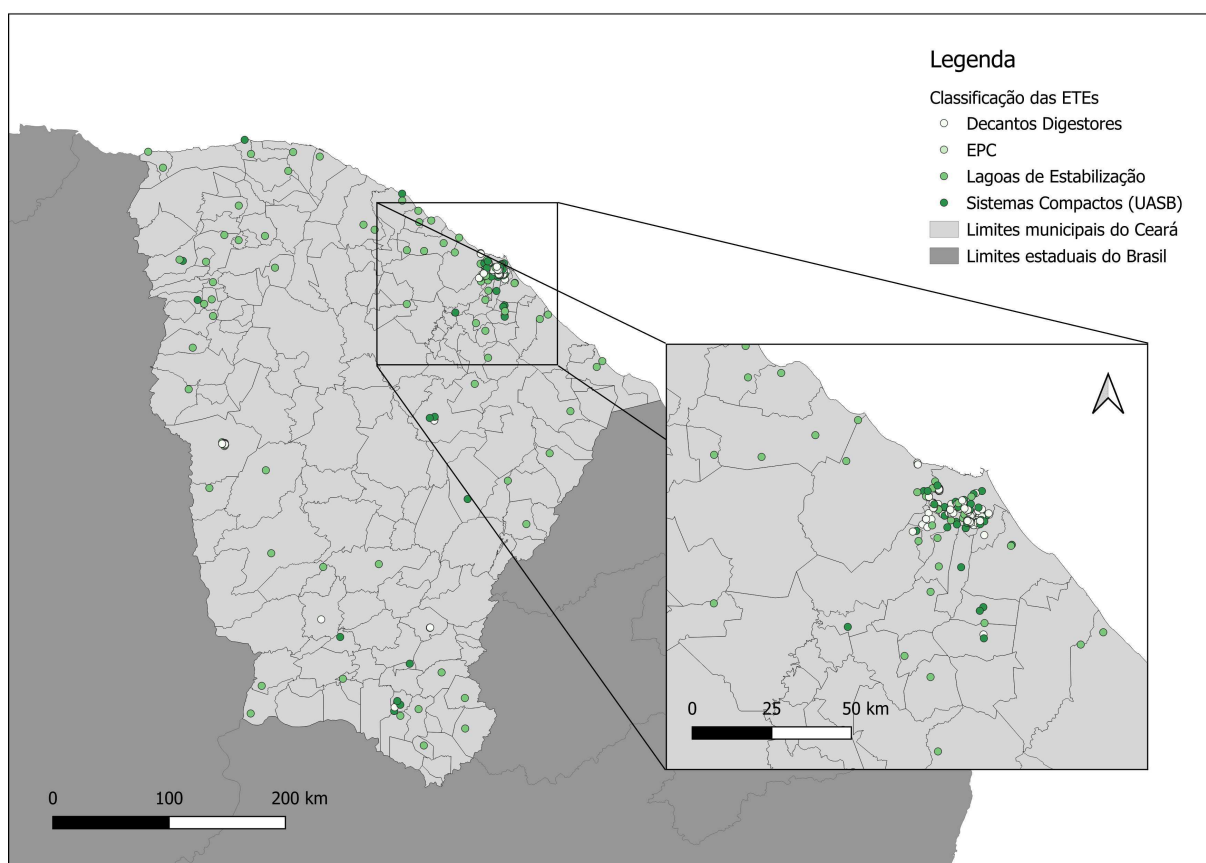 Legenda
Classificação das ETEs
Decantos Digestores
EPC
Lagoas de Estabilização
Sistemas Compactos (UASB)
Limites municipais do Ceará
Limites estaduais do Brasil
0 25 50 km
0 100 200 km